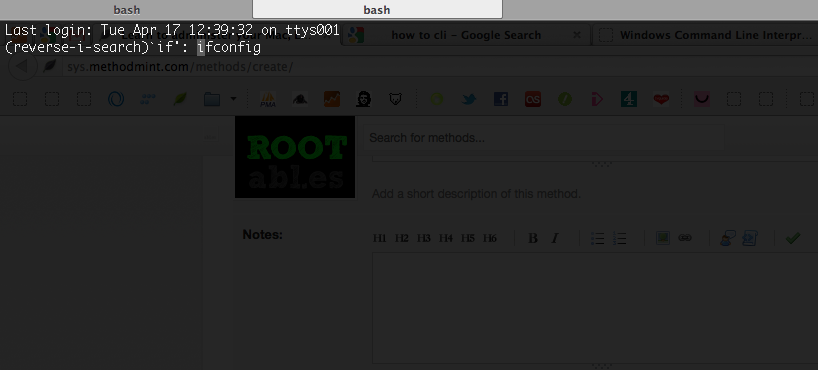 bash bash
Last login: Tue Apr 17 12:39:32 on ttys001
(reverse-i-search)`if': ifconfig
how to cli - Google Search
Windows Command Line Interpr...
sys.methodmint.com/methods/create/
PMA
ROOT
abl.es
Search for methods...
Add a short description of this method.
Notes:
H1 H2 H3 H4 H5 H6 B I